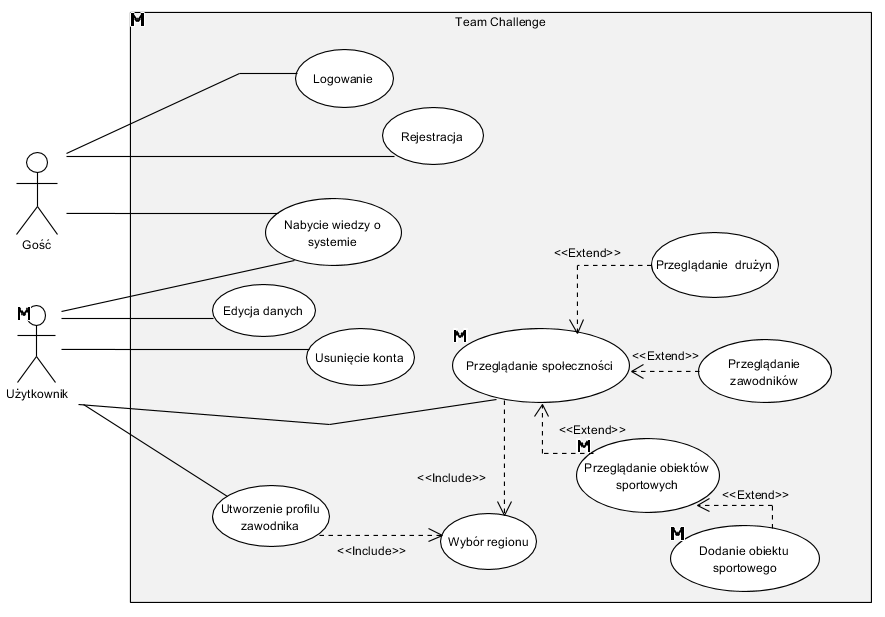 M
Team Challenge
Logowanie
Rejestracja
Gość
Nabycie wiedzy o
systemie
<<Extend>>
Przeglądanie drużyn
M
Użytkownik
Edycja danych
Usunięcie konta
M
Przeglądanie społeczności
<<Extend>>
Przeglądanie
zawodników
<<Extend>>
M
Przeglądanie obiektów
sportowych
<<Include>>
<<Extend>>
Utworzenie profilu
zawodnika
<<Include>>
Wybór regionu
M
Dodanie obiektu
sportowego